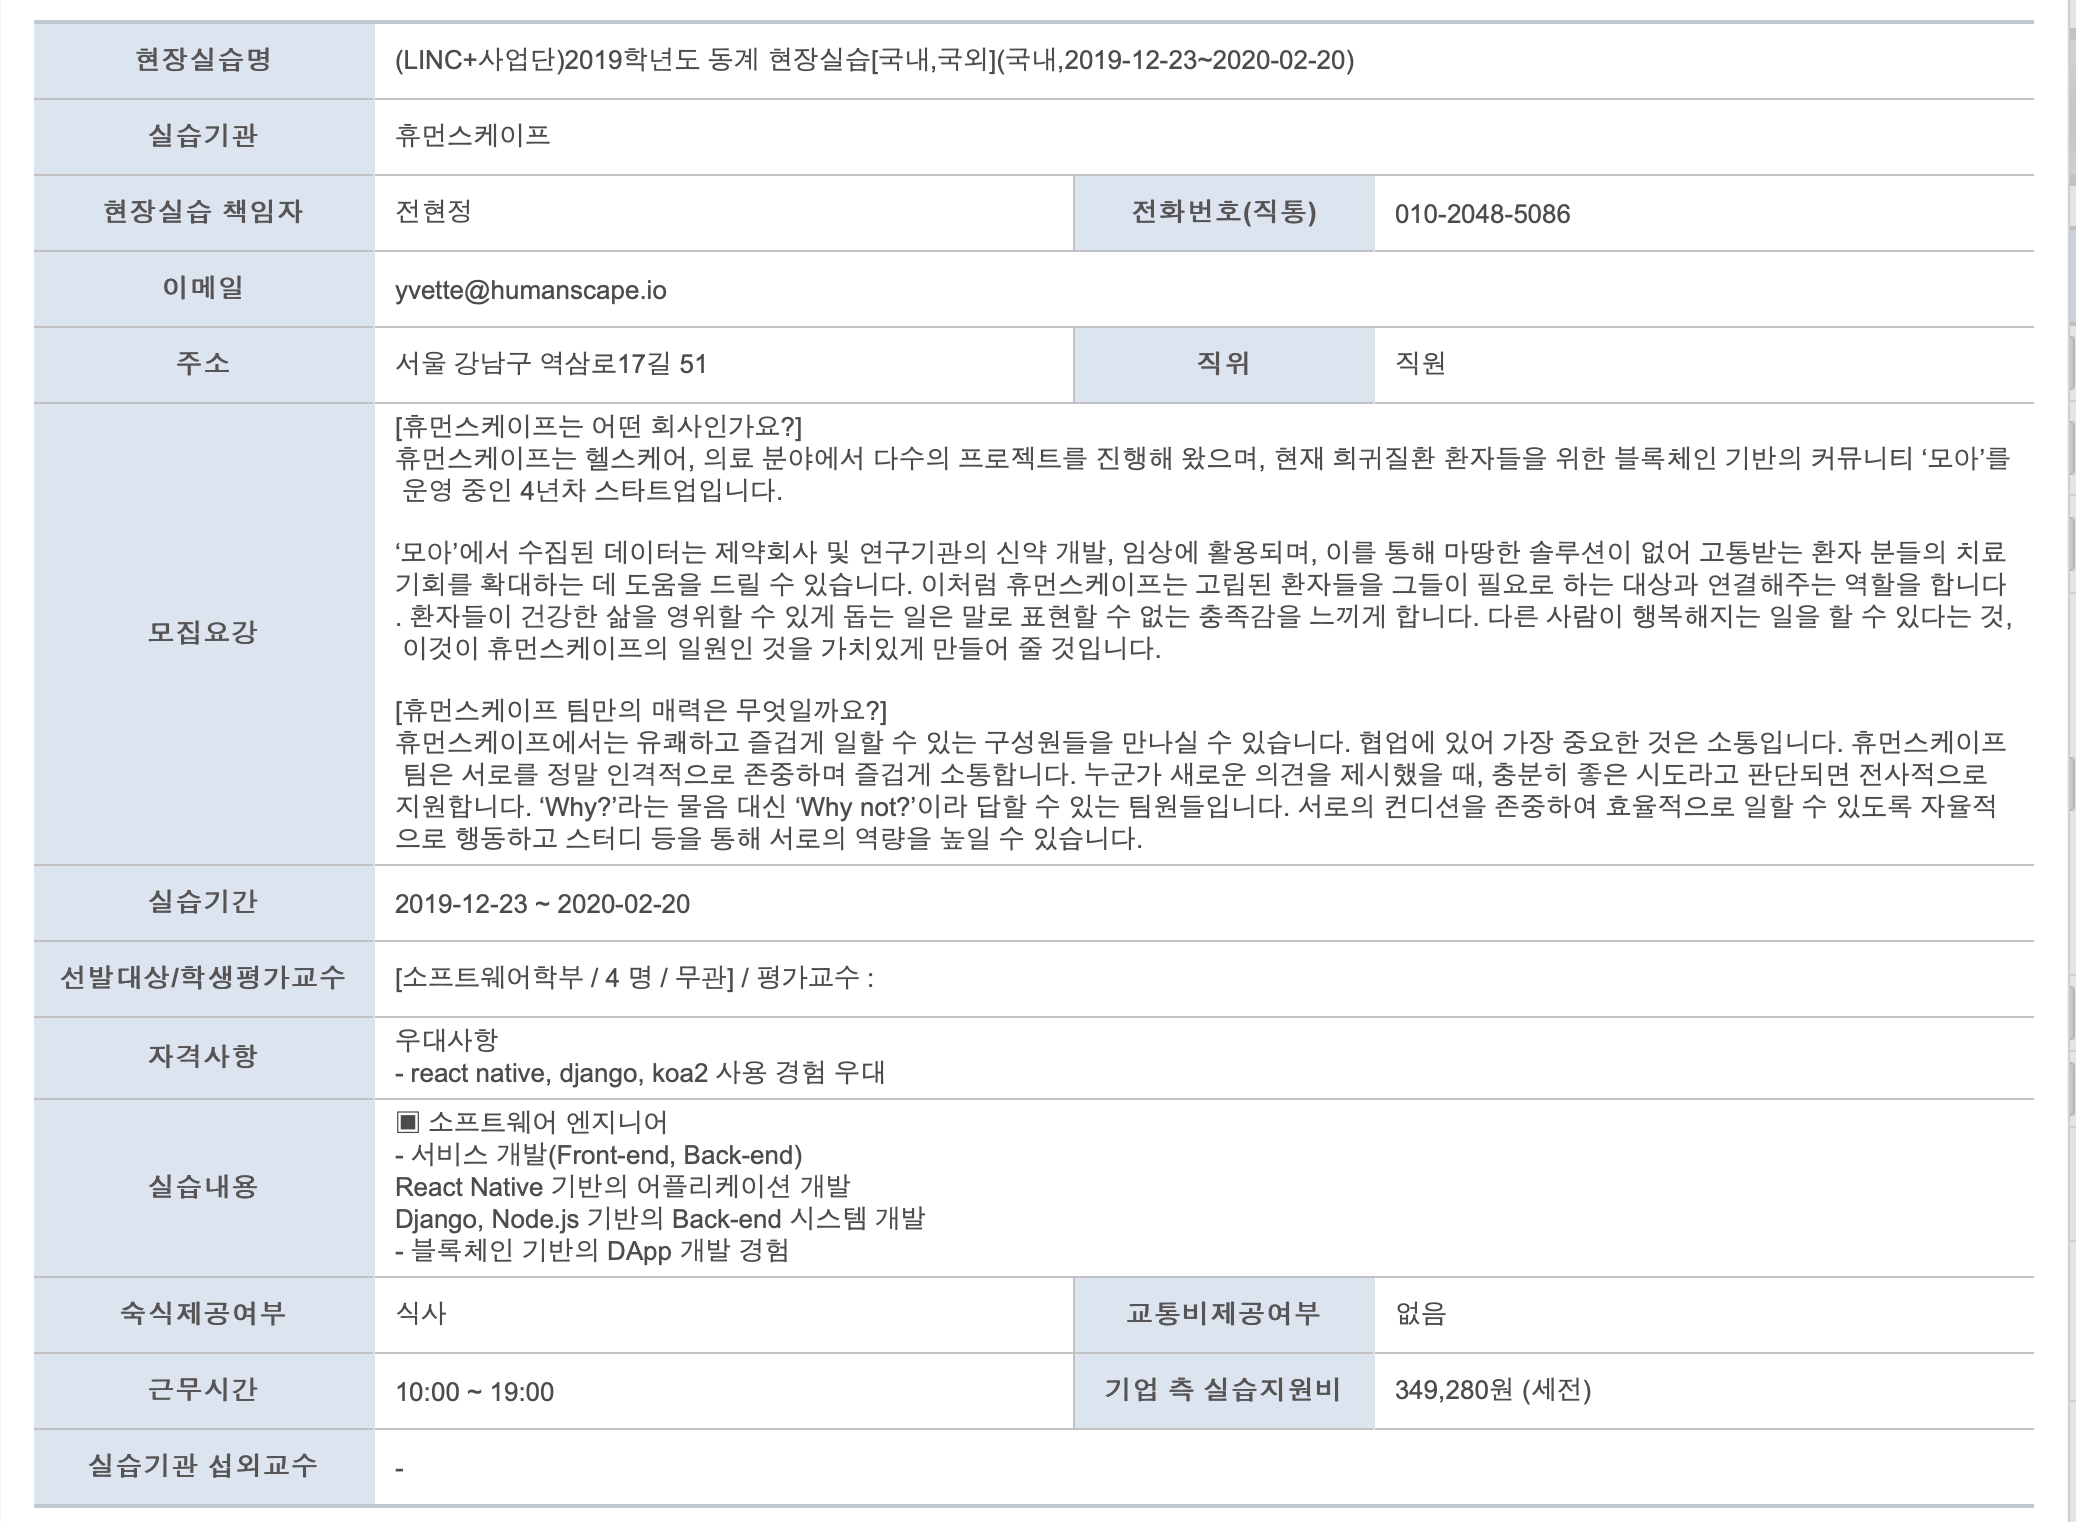 현장실습명 (LINC+사업단)2019학년도 동계 현장실습[국내,국외](국내,2019-12-23~2020-02-20)
실습기관 휴먼스케이프
현장실습 책임자 전현정 전화번호(직통) 010-2048-5086
이메일 yvette@humanscape.io
주소 서울 강남구 역삼로17길 51 직위 직원
모집요강
[휴먼스케이프는 어떤 회사인가요?]
휴먼스케이프는 헬스케어, 의료 분야에서 다수의 프로젝트를 진행해 왔으며, 현재 희귀질환 환자들을 위한 블록체인 기반의 커뮤니티 ‘모아’를
운영 중인 4년차 스타트업입니다.
‘모아’에서 수집된 데이터는 제약회사 및 연구기관의 신약 개발, 임상에 활용되며, 이를 통해 마땅한 솔루션이 없어 고통받는 환자 분들의 치료
기회를 확대하는 데 도움을 드릴 수 있습니다. 이처럼 휴먼스케이프는 고립된 환자들을 그들이 필요로 하는 대상과 연결해주는 역할을 합니다
. 환자들이 건강한 삶을 영위할 수 있게 돕는 일은 말로 표현할 수 없는 충족감을 느끼게 합니다. 다른 사람이 행복해지는 일을 할 수 있다는 것,
이것이 휴먼스케이프의 일원인 것을 가치있게 만들어 줄 것입니다.
[휴먼스케이프 팀만의 매력은 무엇일까요?]
휴먼스케이프에서는 유쾌하고 즐겁게 일할 수 있는 구성원들을 만나실 수 있습니다. 협업에 있어 가장 중요한 것은 소통입니다. 휴먼스케이프
팀은 서로를 정말 인격적으로 존중하며 즐겁게 소통합니다. 누군가 새로운 의견을 제시했을 때, 충분히 좋은 시도라고 판단되면 전사적으로
지원합니다. ‘Why?’라는 물음 대신 ‘Why not?’이라 답할 수 있는 팀원들입니다. 서로의 컨디션을 존중하여 효율적으로 일할 수 있도록 자율적
으로 행동하고 스터디 등을 통해 서로의 역량을 높일 수 있습니다.
실습기간 2019-12-23 ~ 2020-02-20
선발대상/학생평가교수 [소프트웨어학부 / 4 명 / 무관] / 평가교수 :
자격사항
우대사항
- react native, django, koa2 사용 경험 우대
실습내용
▣ 소프트웨어 엔지니어
- 서비스 개발(Front-end, Back-end)
React Native 기반의 어플리케이션 개발
Django, Node.js 기반의 Back-end 시스템 개발
- 블록체인 기반의 DApp 개발 경험
숙식제공여부 식사 교통비제공여부 없음
근무시간 10:00 ~ 19:00 기업 측 실습지원비 349,280원 (세전)
실습기관 섭외교수 -